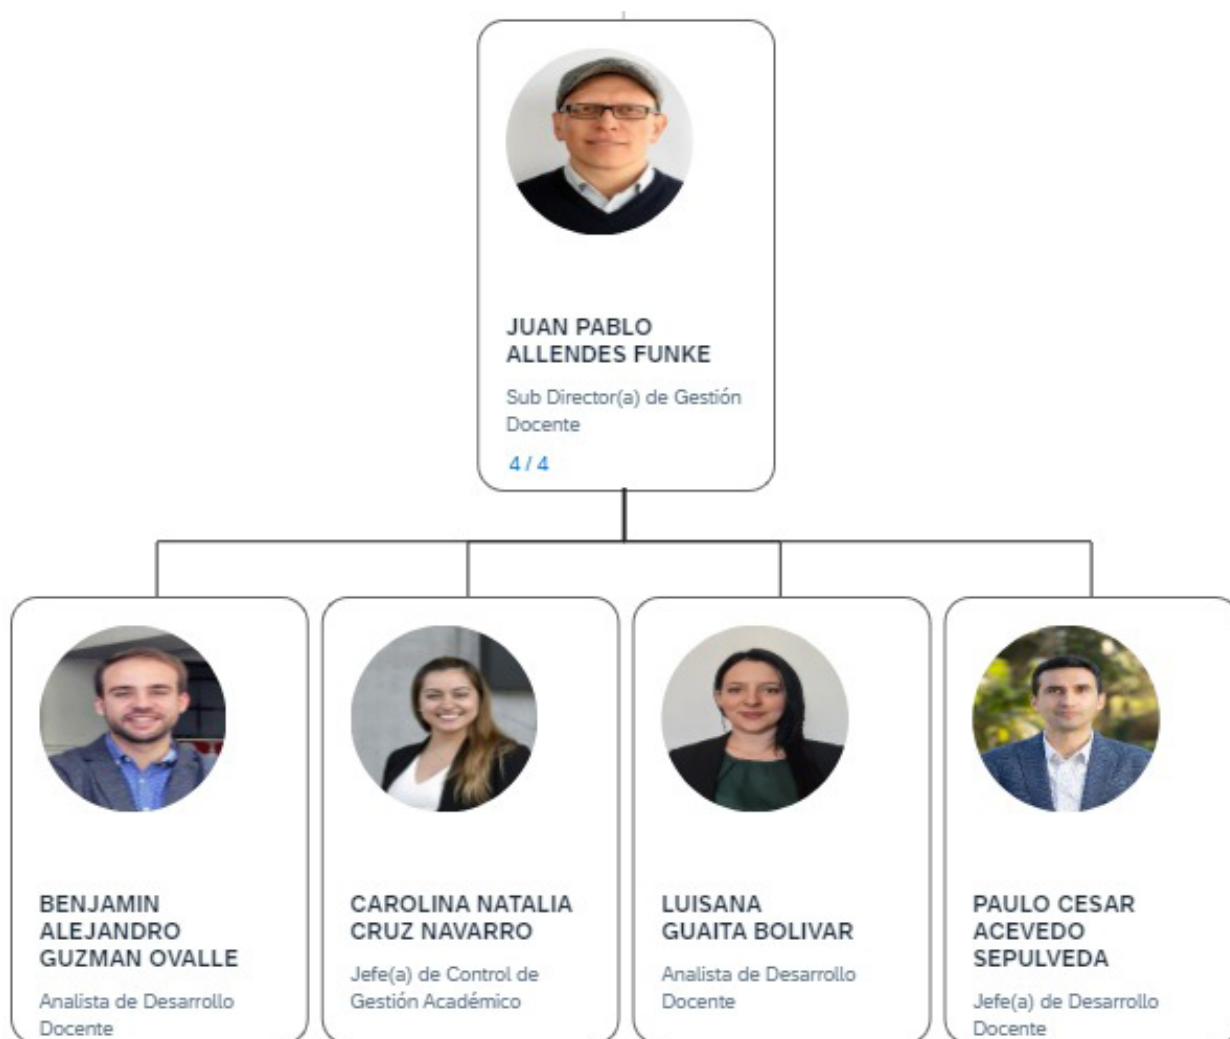 JUAN PABLO
ALLENDES FUNKE
Sub Director(a) de Gestión
Docente
4 / 4
BENJAMIN
ALEJANDRO
GUZMAN OVALLE
Analista de Desarrollo
Docente
CAROLINA NATALIA
CRUZ NAVARRO
Jefe(a) de Control de
Gestión Académico
LUISANA
GUAITA BOLIVAR
Analista de Desarrollo
Docente
PAULO CESAR
ACEVEDO
SEPULVEDA
Jefe(a) de Desarrollo
Docente